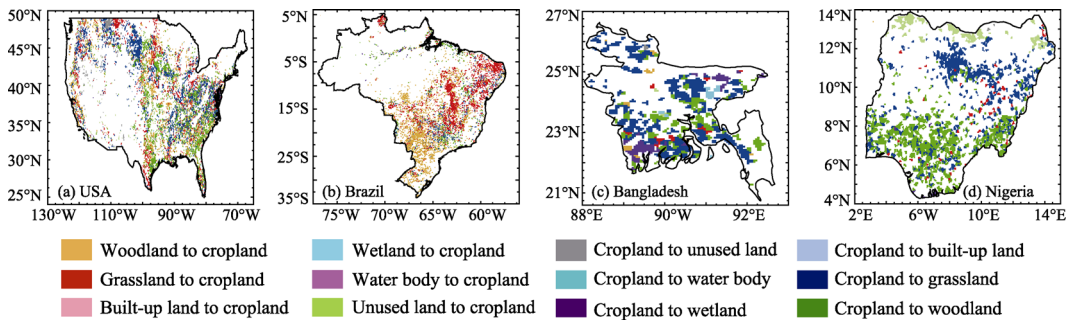 50°N
45°N
40°N
35°N
30°N
25°N
(a) USA
130°W 110°W 90°W 70°W
5°N
5°S
15°S
25°S
35°S
(b) Brazil
75°W 70°W 65°W 60°W
27°N
25°N
23°N
21°N
(c) Bangladesh
88°E 90°W 92°E
14°N
12°N
10°N
8°N
6°N
4°N
(d) Nigeria
2°E 6°W 10°E 14°E
Woodland to cropland
Grassland to cropland
Built-up land to cropland
Wetland to cropland
Water body to cropland
Unused land to cropland
Cropland to unused land
Cropland to water body
Cropland to wetland
Cropland to built-up land
Cropland to grassland
Cropland to woodland